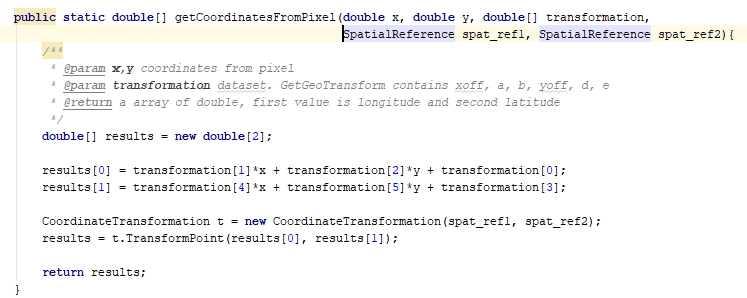 public static double[] getCoordinatesFromPixel(double x, double y, double[] transformation,
SpatialReference spat_ref1, SpatialReference spat_ref2){
/**
* @param x,y coordinates from pixel
* @param transformation dataset. GetGeoTransform contains xoff, a, b, yoff, d, e
* @return a array of double, first value is longitude and second latitude
*/
double[] results = new double[2];
results[0] = transformation[1]*x + transformation[2]*y + transformation[0];
results[1] = transformation[4]*x + transformation[5]*y + transformation[3];
CoordinateTransformation t = new CoordinateTransformation(spat_ref1, spat_ref2);
results = t.TransformPoint(results[0], results[1]);
return results;
}